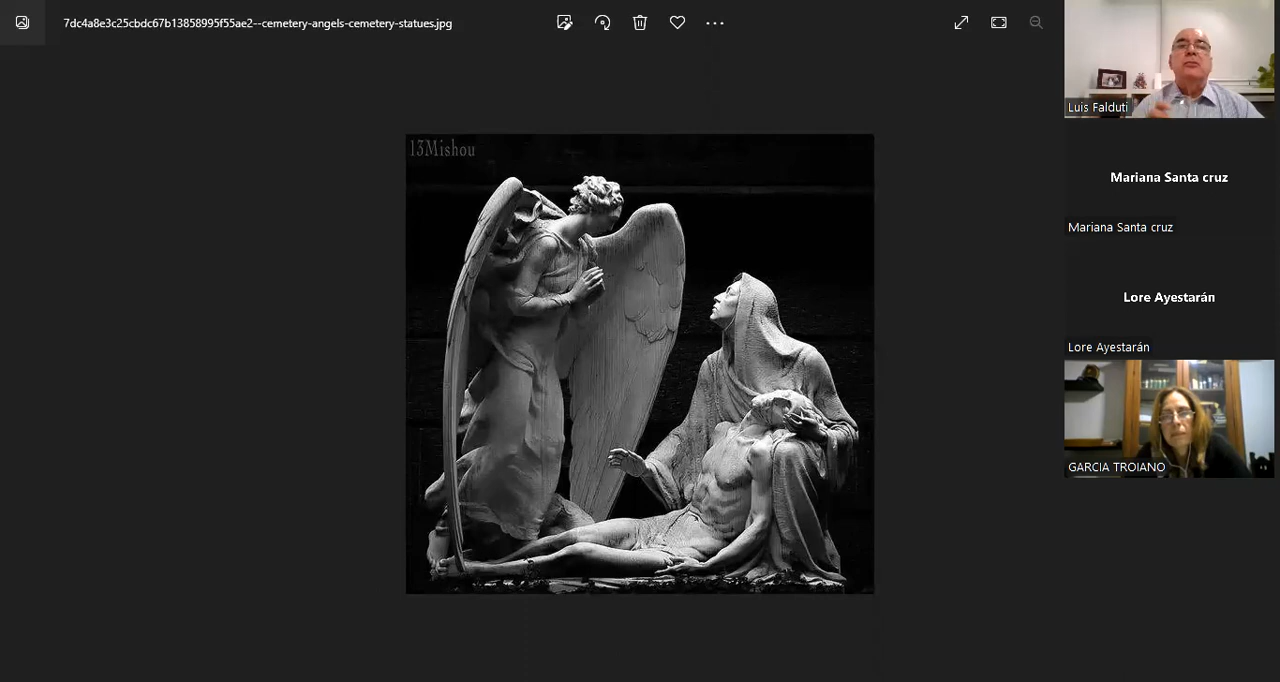 7dc4a8e3c25cbdc67b13858995f55ae2--cemetery-angels-cemetery-statues.jpg
13Mishou
Luis Falduti
Mariana Santa cruz
Mariana Santa cruz
Lore Ayestarán
Lore Ayestarán
GARCIA TROIANO